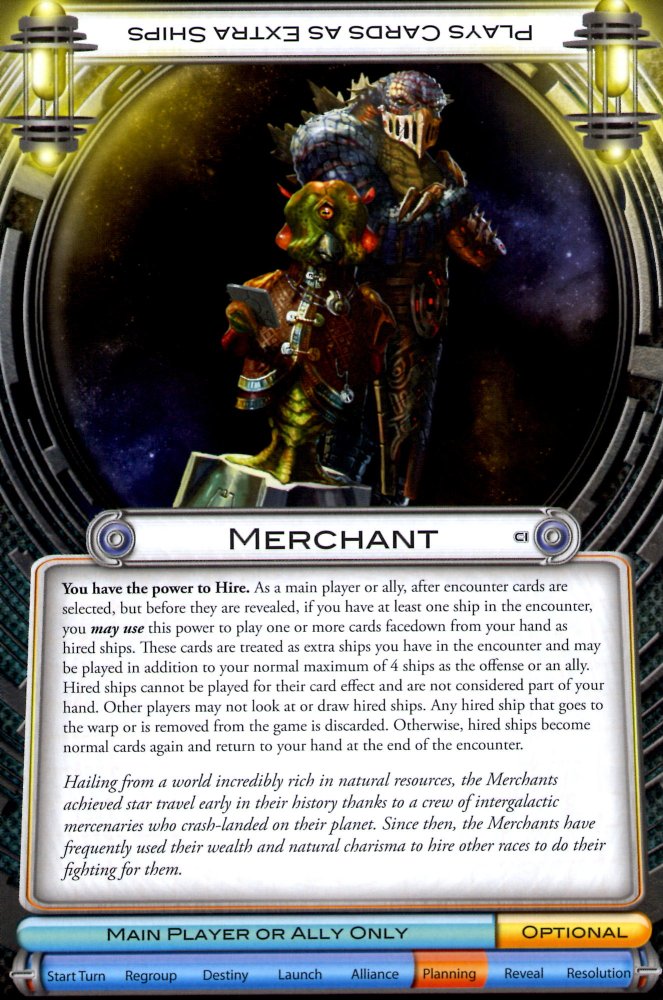 PLAYS CARDS AS EXTRA SHIPS
MERCHANT
CI
You have the power to Hire. As a main player or ally, after encounter cards are
selected, but before they are revealed, if you have at least one ship in the encounter,
you may use this power to play one or more cards facedown from your hand as
hired ships. These cards are treated as extra ships you have in the encounter and may
be played in addition to your normal maximum of 4 ships as the offense or an ally.
Hired ships cannot be played for their card effect and are not considered part of your
hand. Other players may not look at or draw hired ships. Any hired ship that goes to
the warp or is removed from the game is discarded. Otherwise, hired ships become
normal cards again and return to your hand at the end of the encounter.
Hailing from a world incredibly rich in natural resources, the Merchants
achieved star travel early in their history thanks to a crew of intergalactic
mercenaries who crash-landed on their planet. Since then, the Merchants have
frequently used their wealth and natural charisma to hire other races to do their
fighting for them.
MAIN PLAYER OR ALLY ONLY
OPTIONAL
Start Turn Regroup Destiny Launch Alliance Planning Reveal Resolution